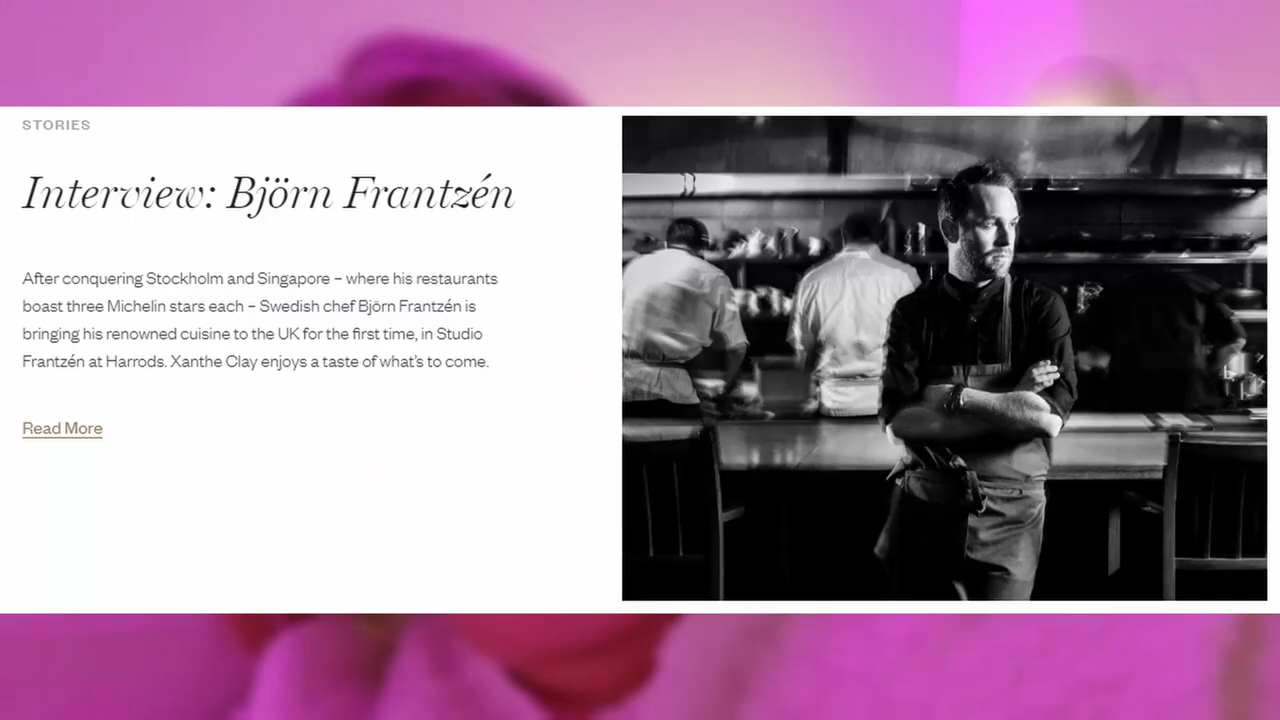 STORIES
Interview: Björn Frantzén
After conquering Stockholm and Singapore – where his restaurants
boast three Michelin stars each – Swedish chef Björn Frantzén is
bringing his renowned cuisine to the UK for the first time, in Studio
Frantzén at Harrods. Xanthe Clay enjoys a taste of what's to come.
Read More